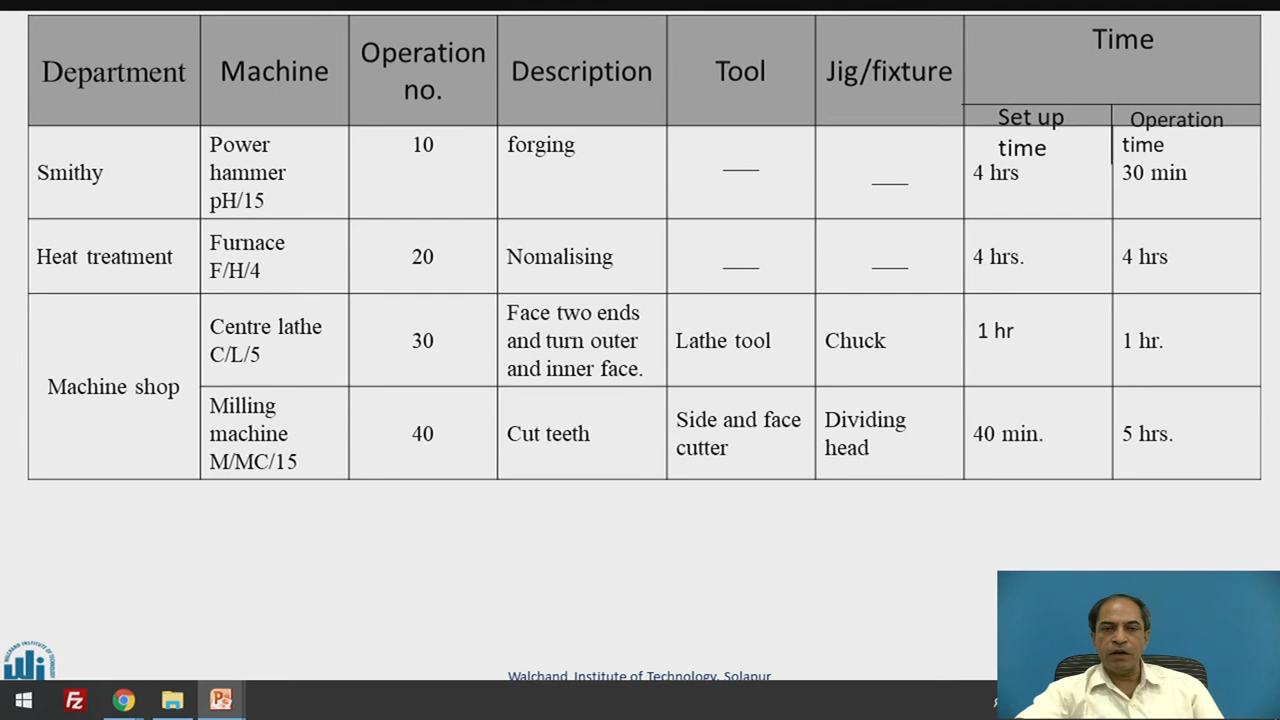 Department Machine Operation no. Description Tool Jig/fixture Time
Set up time Operation time
Smithy
Power
hammer
pH/15
10
forging
4 hrs
30 min
Heat treatment
Furnace
F/H/4
20
Nomalising
4 hrs.
4 hrs
Machine shop
Centre lathe
C/L/5
30
Face two ends
and turn outer
and inner face.
Lathe tool
Chuck
1 hr
1 hr.
Milling
machine
M/MC/15
40
Cut teeth
Side and face
cutter
Dividing
head
40 min.
5 hrs.
WALCHAND INSTITUTE OF TECHNOLOGY
Walchand Institute of Technology, Solapur